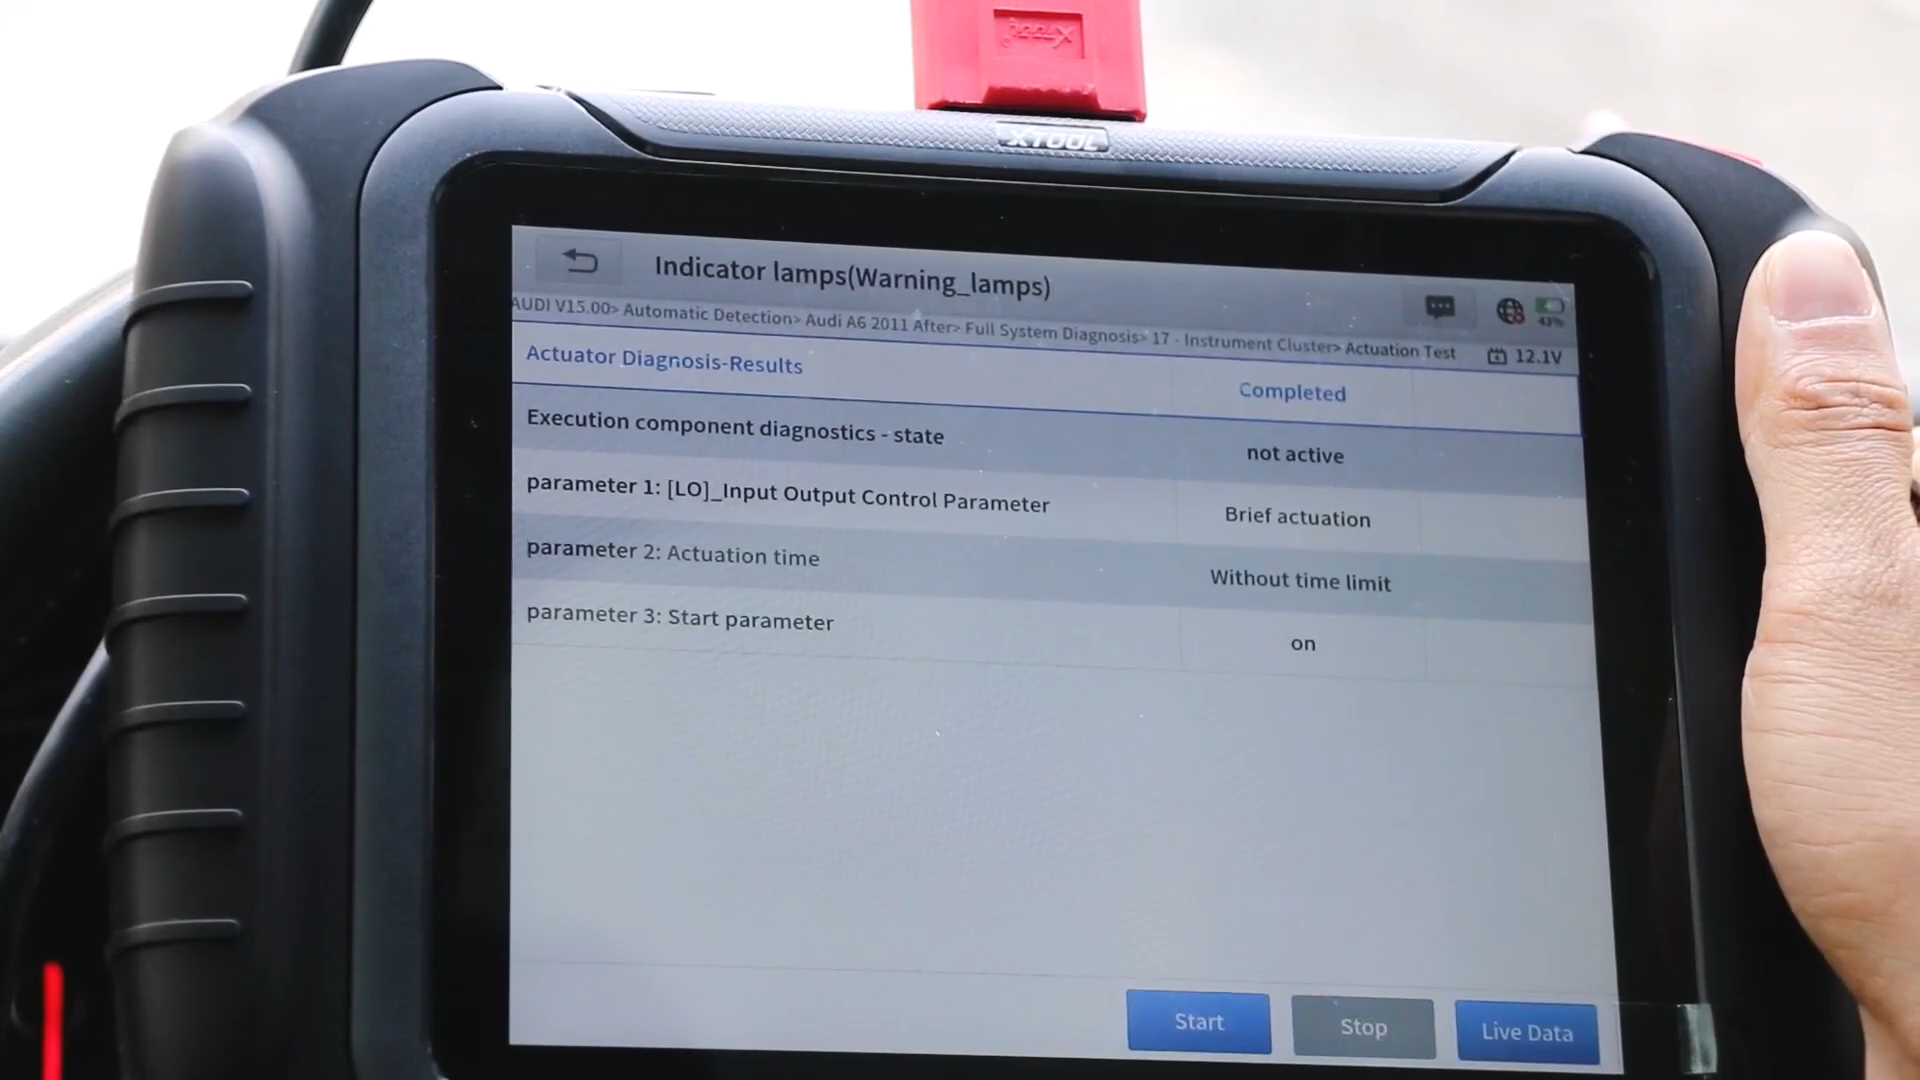 XTOOL
XTOOL
Indicator lamps(Warning_lamps)
43%
AUDI V15.00> Automatic Detection> Audi A6 2011 After> Full System Diagnosis> 17 - Instrument Cluster> Actuation Test
12.1V
Actuator Diagnosis-Results Completed
Execution component diagnostics - state not active
parameter 1: [LO]_Input Output Control Parameter Brief actuation
parameter 2: Actuation time Without time limit
parameter 3: Start parameter on
Start Stop Live Data